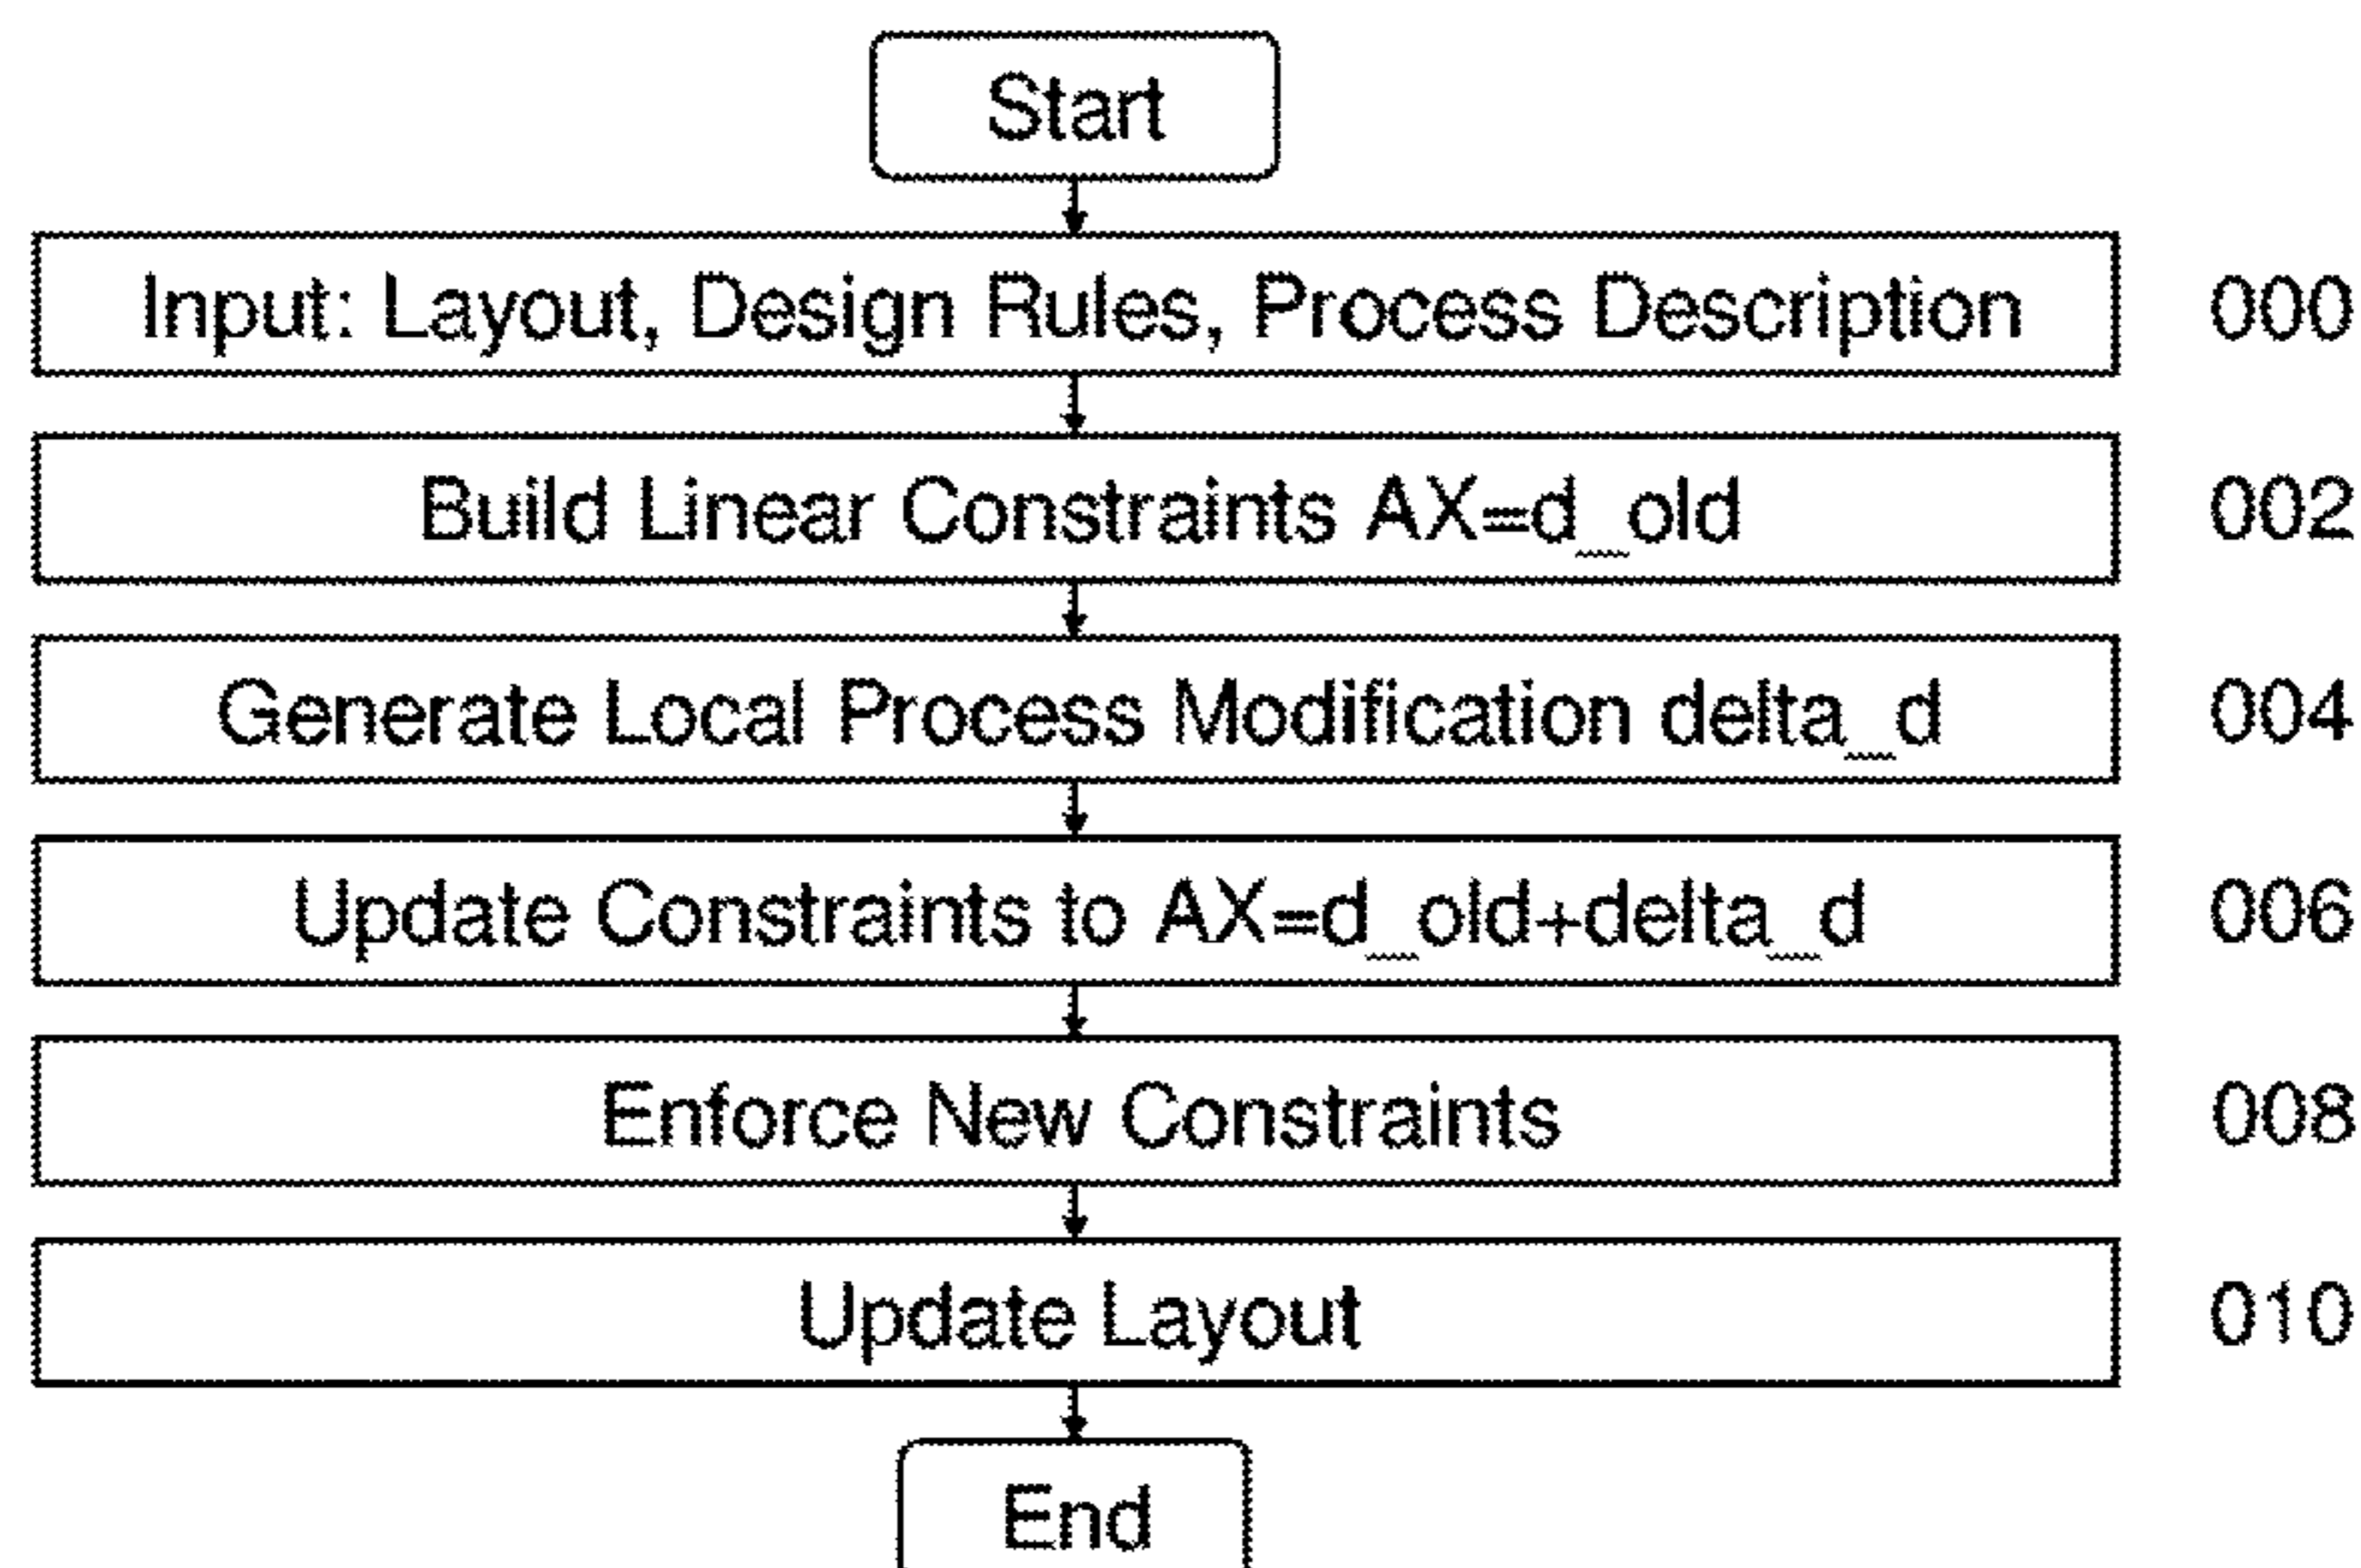 Start
Input: Layout, Design Rules, Process Description 000
Build Linear Constraints AX=d_old 002
Generate Local Process Modification delta_d 004
Update Constraints to AX=d_old+delta_d 006
Enforce New Constraints 008
Update Layout 010
End